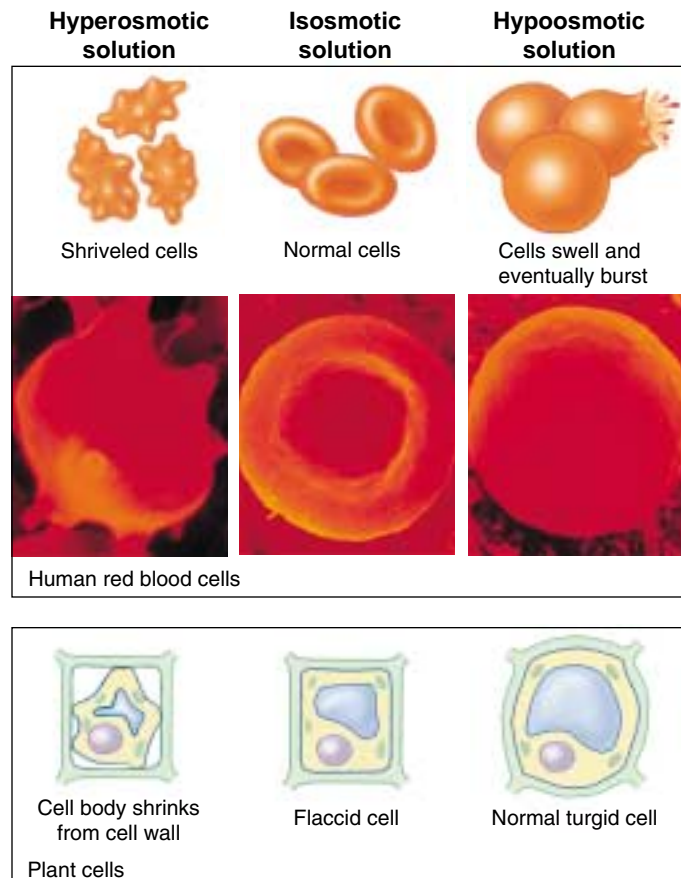 Hyperosmotic
solution
Isosmotic
solution
Hypoosmotic
solution
Shriveled cells
Normal cells
Cells swell and
eventually burst
Human red blood cells
Cell body shrinks
from cell wall
Flaccid cell
Normal turgid cell
Plant cells